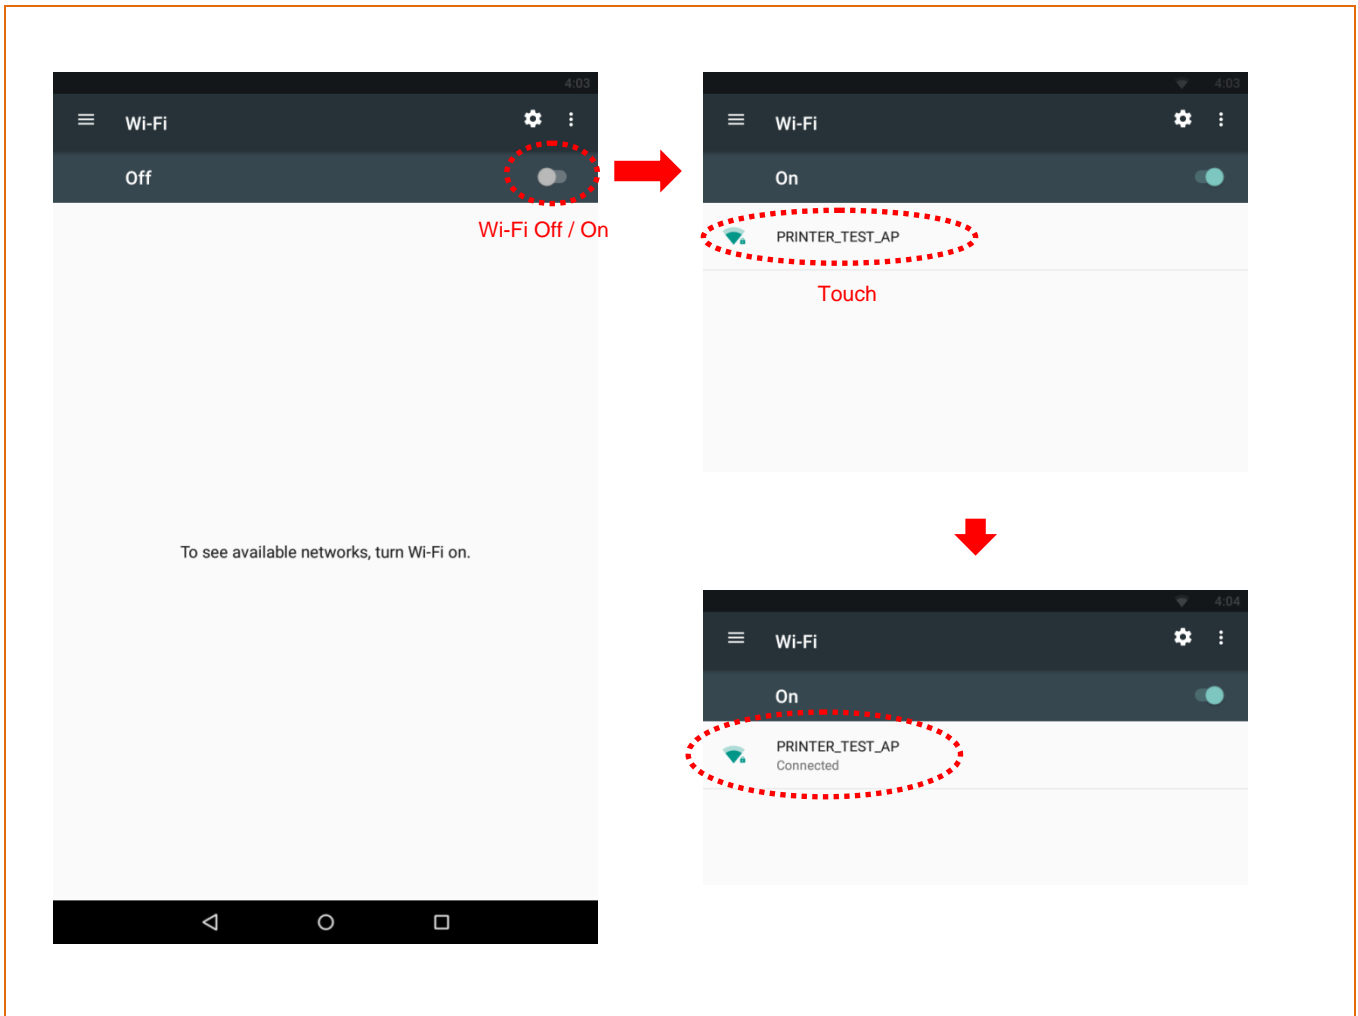 4:03
Wi-Fi
Off
Wi-Fi Off / On
To see available networks, turn Wi-Fi on.
4:03
Wi-Fi
On
PRINTER_TEST_AP
Touch
4:04
Wi-Fi
On
PRINTER_TEST_AP
Connected